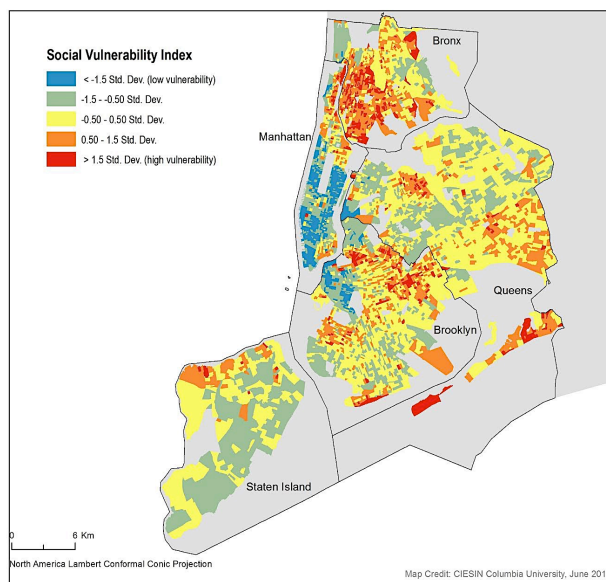 Social Vulnerability Index
< -1.5 Std. Dev. (low vulnerability)
-1.5 - -0.50 Std. Dev.
-0.50 - 0.50 Std. Dev.
0.50 - 1.5 Std. Dev.
> 1.5 Std. Dev. (high vulnerability)
Bronx
Manhattan
Queens
Brooklyn
Staten Island
0 6 Km
North America Lambert Conformal Conic Projection
Map Credit: CIESIN Columbia University, June 201